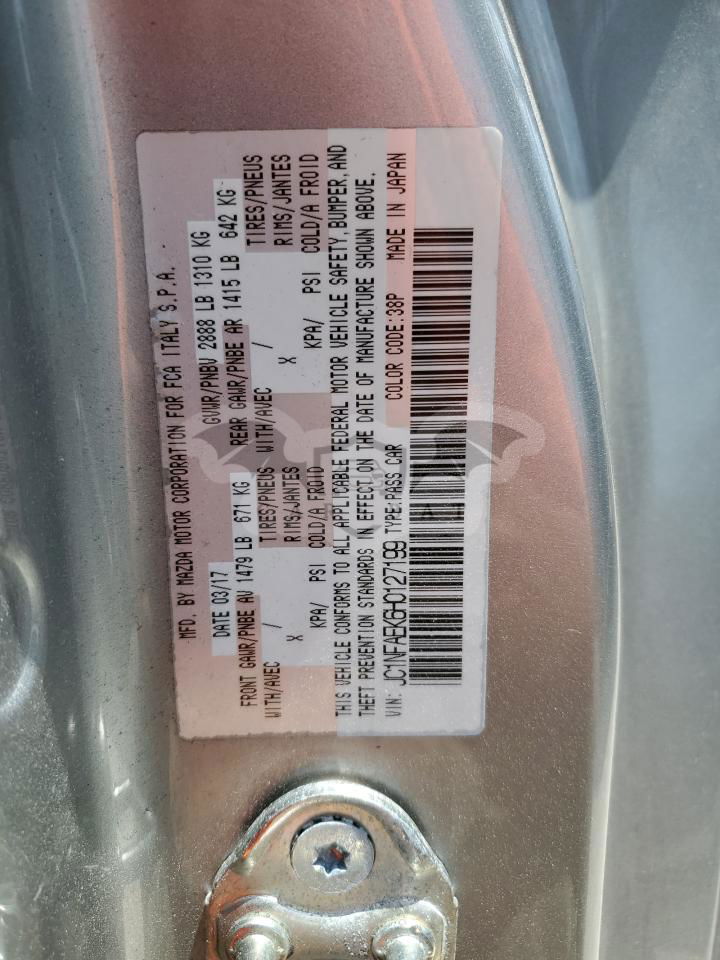 MFD. BY MAZDA MOTOR CORPORATION FOR FCA ITALY S.P.A.
DATE 03/17 GVWR/PNBV 2888 LB 1310 KG
FRONT GAWR/PNBE AV 1479 LB 671 KG REAR GAWR/PNBE AR 1415 LB 642 KG
WITH/AVEC / TIRES/PNEUS WITH/AVEC / TIRES/PNEUS
X RIMS/JANTES X RIMS/JANTES
KPA/ PSI COLD/A FROID KPA/ PSI COLD/A FROID
THIS VEHICLE CONFORMS TO ALL APPLICABLE FEDERAL MOTOR VEHICLE SAFETY, BUMPER, AND
THEFT PREVENTION STANDARDS IN EFFECT ON THE DATE OF MANUFACTURE SHOWN ABOVE.
VIN: JC1NFAEK6H0127199 TYPE:PASS CAR COLOR CODE:38P MADE IN JAPAN